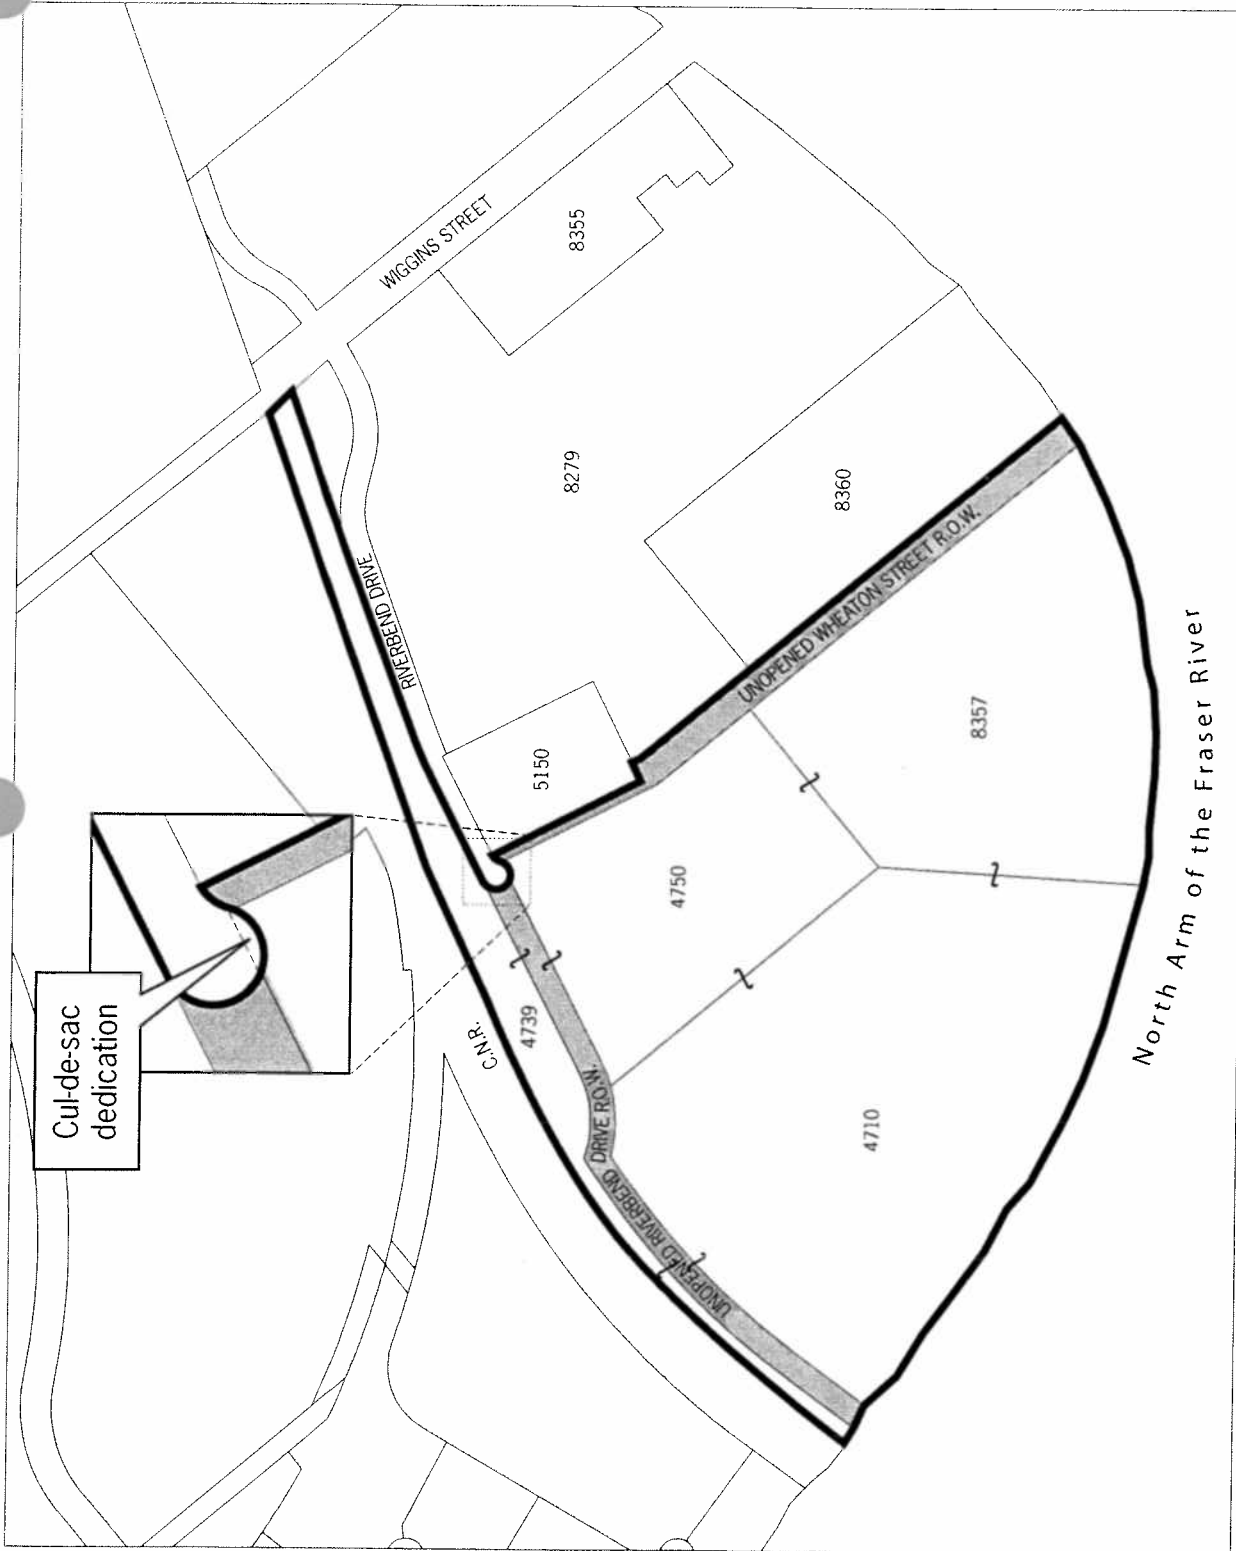 WIGGINS STREET
8355
8279
8360
RIVERBEND DRIVE
UNOPENED WHEATON STREET R.O.W.
5150
8357
4750
Cul-de-sac
dedication
C.N.R.
4739
UNOPENED RIVERBEND DRIVE R.O.W.
4710
North Arm of the Fraser River